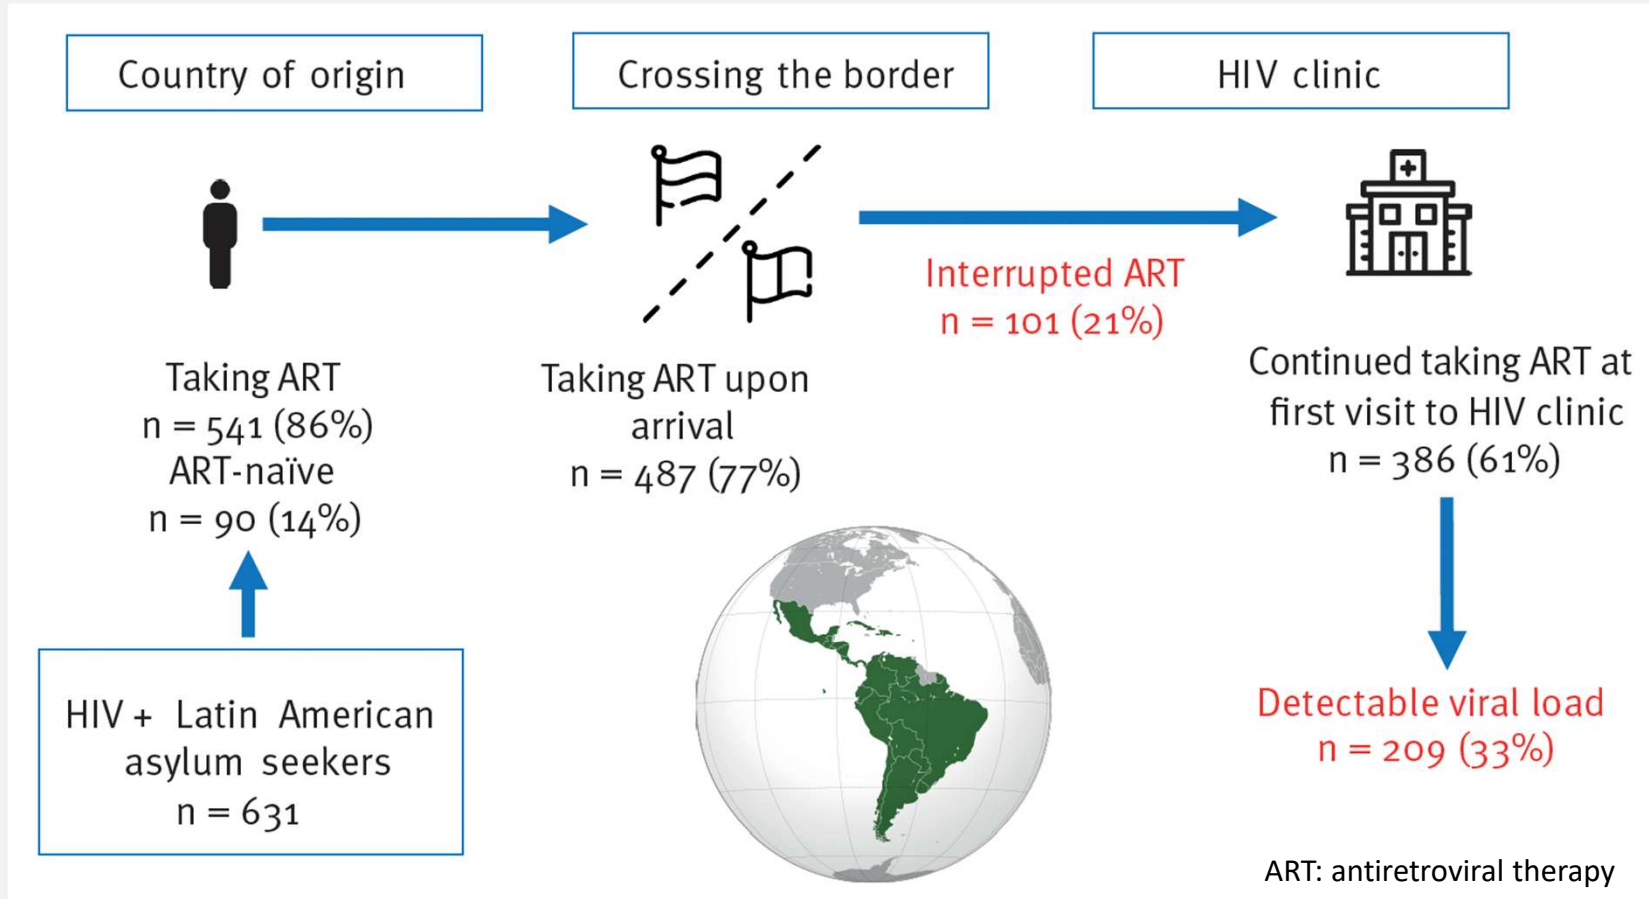 Country of origin
Crossing the border
HIV clinic
Interrupted ART
n = 101 (21%)
Taking ART
n = 541 (86%)
ART-naïve
n = 90 (14%)
Taking ART upon
arrival
n = 487 (77%)
Continued taking ART at
first visit to HIV clinic
n = 386 (61%)
HIV + Latin American
asylum seekers
n = 631
Detectable viral load
n = 209 (33%)
ART: antiretroviral therapy